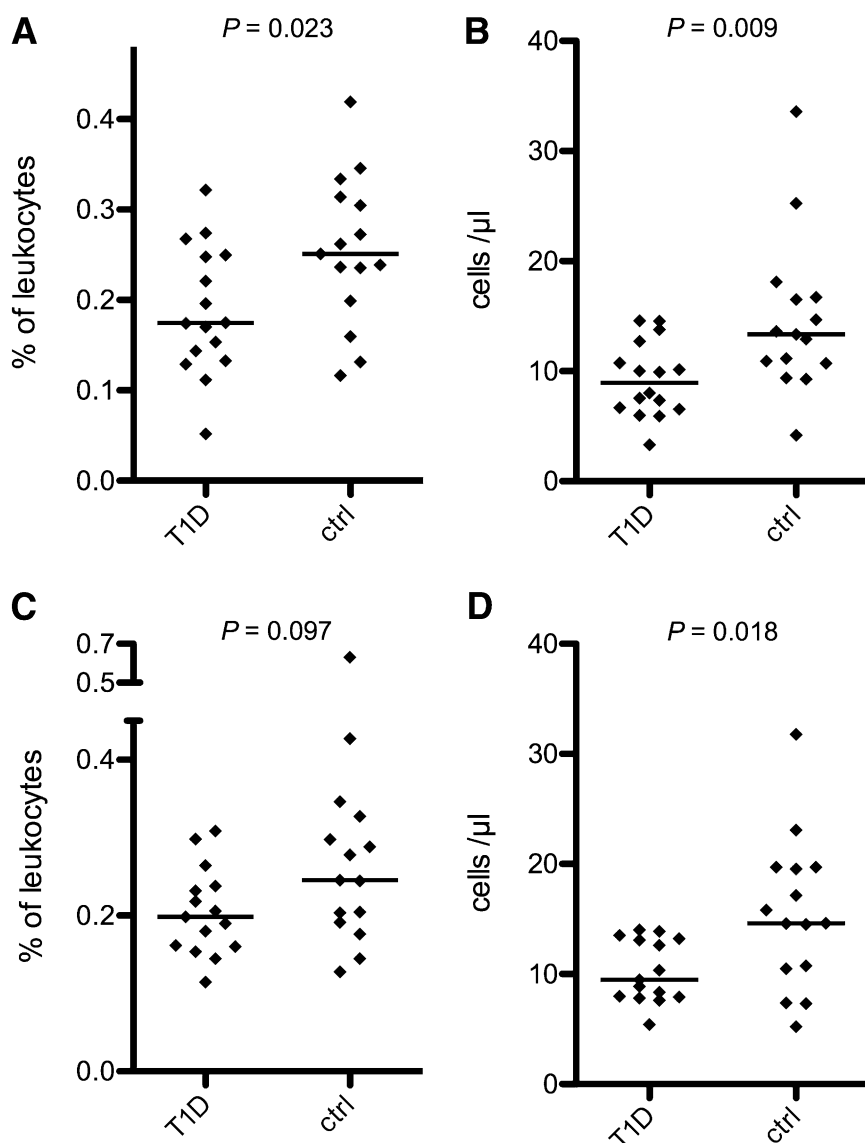 A
P = 0.023
% of leukocytes
0.4
0.3
0.2
0.1
0.0
T1D
ctrl
B
P = 0.009
cells /µl
40
30
20
10
0
T1D
ctrl
C
P = 0.097
% of leukocytes
0.7
0.5
0.4
0.2
0.0
T1D
ctrl
D
P = 0.018
cells /µl
40
30
20
10
0
T1D
ctrl